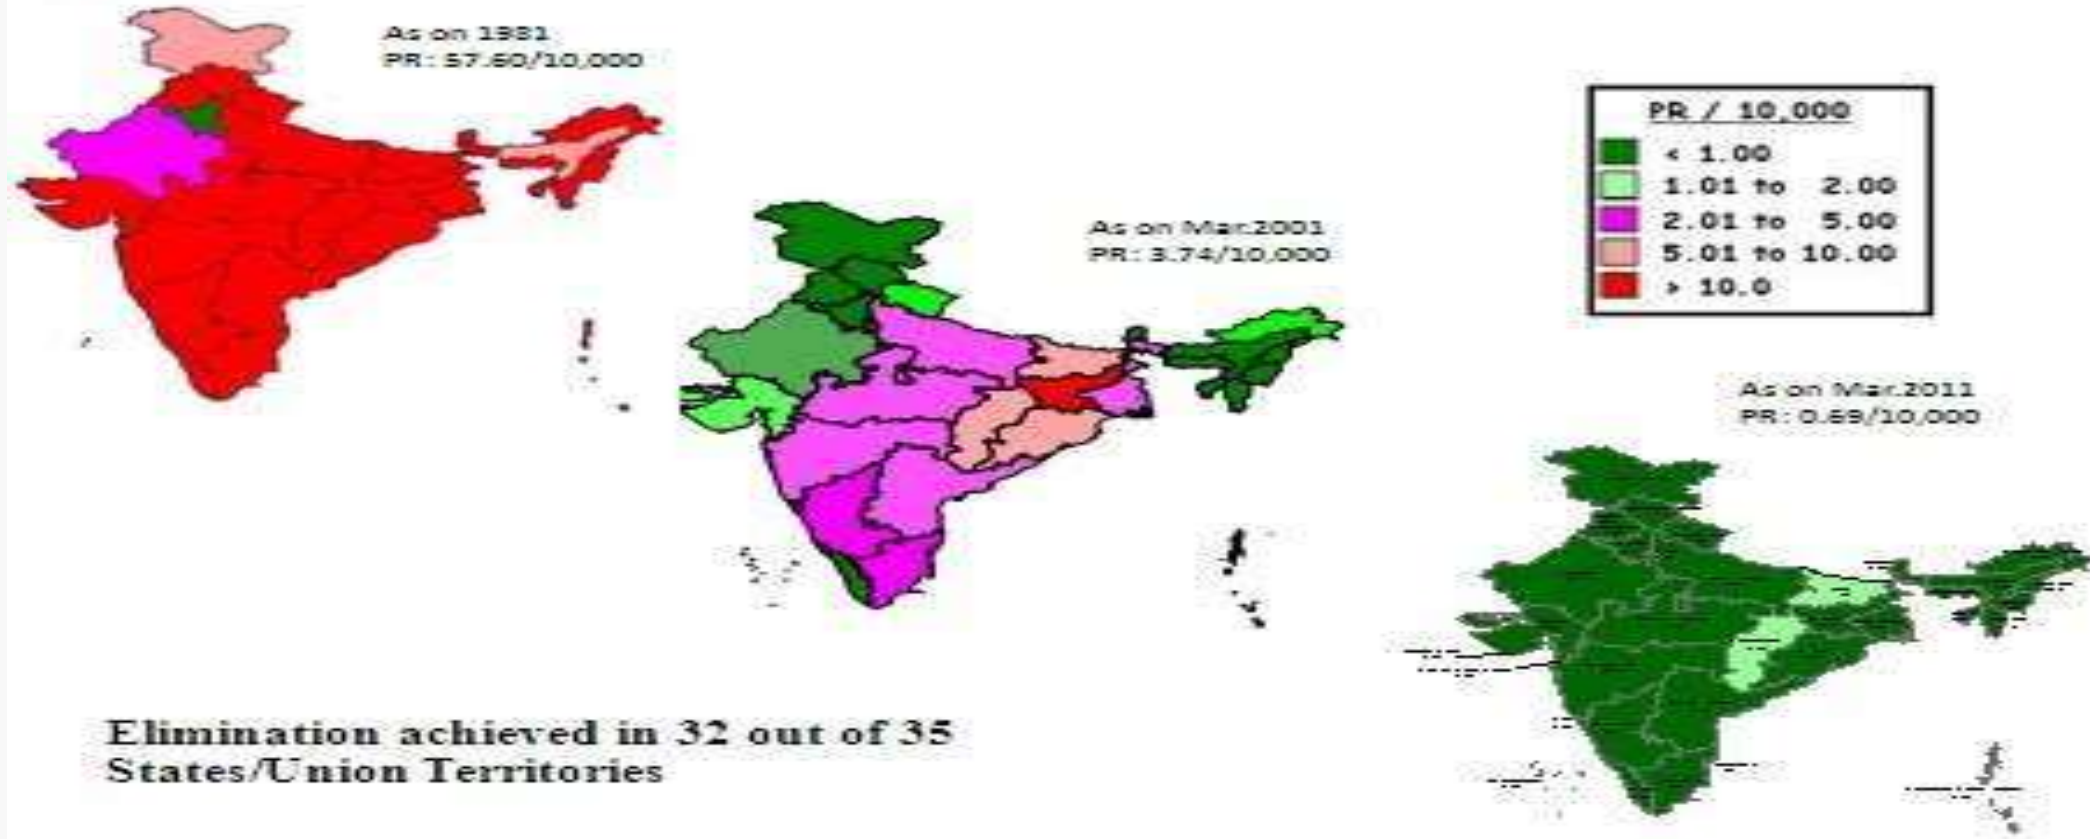 As on 1981
PR: 57.60/10,000
As on Mar.2001
PR: 3.74/10,000
PR / 10,000
< 1.00
1.01 to 2.00
2.01 to 5.00
5.01 to 10.00
> 10.0
As on Mar.2011
PR: 0.69/10,000
Elimination achieved in 32 out of 35
States/Union Territories